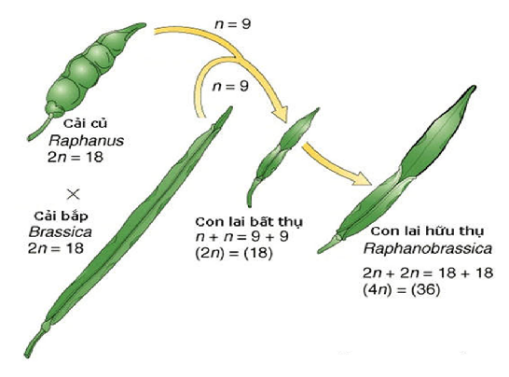 n = 9
n = 9
Cải củ
Raphanus
2n = 18
×
Cải bắp
Brassica
2n = 18
Con lai bất thụ
n + n = 9 + 9
(2n) = (18)
Con lai hữu thụ
Raphanobrassica
2n + 2n = 18 + 18
(4n) = (36)